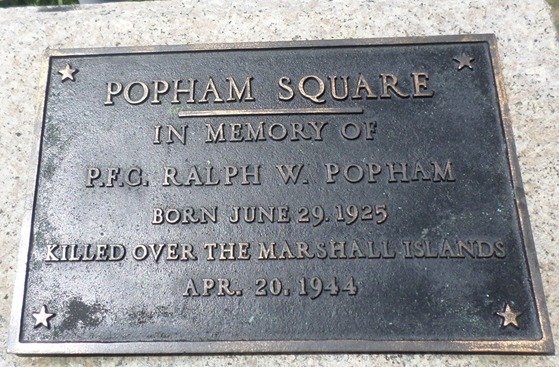 POPHAM SQUARE
IN MEMORY OF
P.F.C. RALPH W. POPHAM
BORN JUNE 29. 1925
KILLED OVER THE MARSHALL ISLANDS
APR. 20. 1944